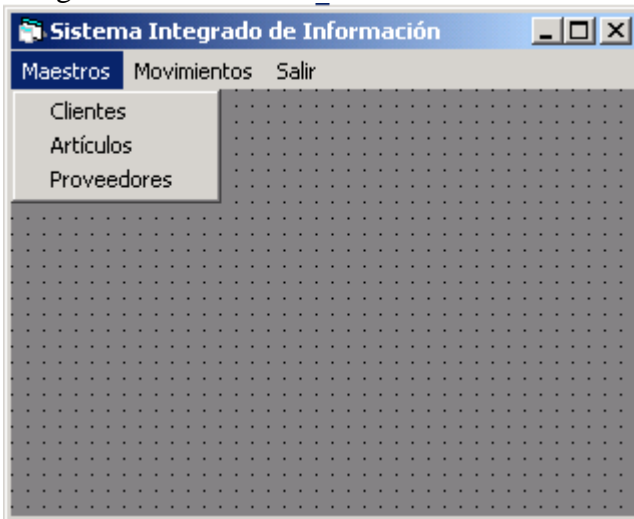 Sistema Integrado de Información
Maestros Movimientos Salir
Clientes
Artículos
Proveedores